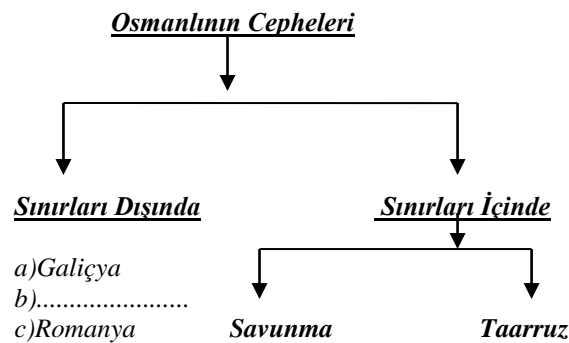 Osmanlının Cepheleri
Sınırları Dışında
Sınırları İçinde
a)Galiçya
b).......................
c)Romanya
Savunma
Taarruz